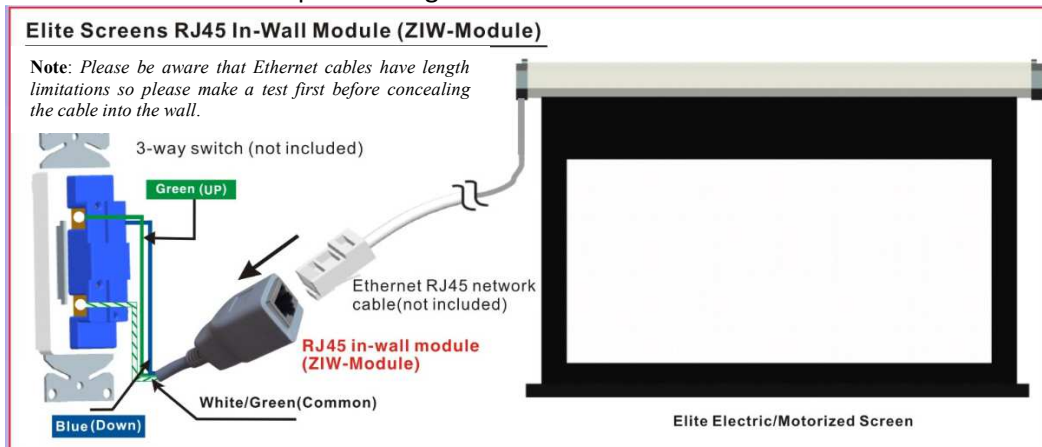 Elite Screens RJ45 In-Wall Module (ZIW-Module)
Note: Please be aware that Ethernet cables have length
limitations so please make a test first before concealing
the cable into the wall.
3-way switch (not included)
Green (UP)
Ethernet RJ45 network
cable(not included)
RJ45 in-wall module
(ZIW-Module)
White/Green(Common)
Blue (Down)
Elite Electric/Motorized Screen